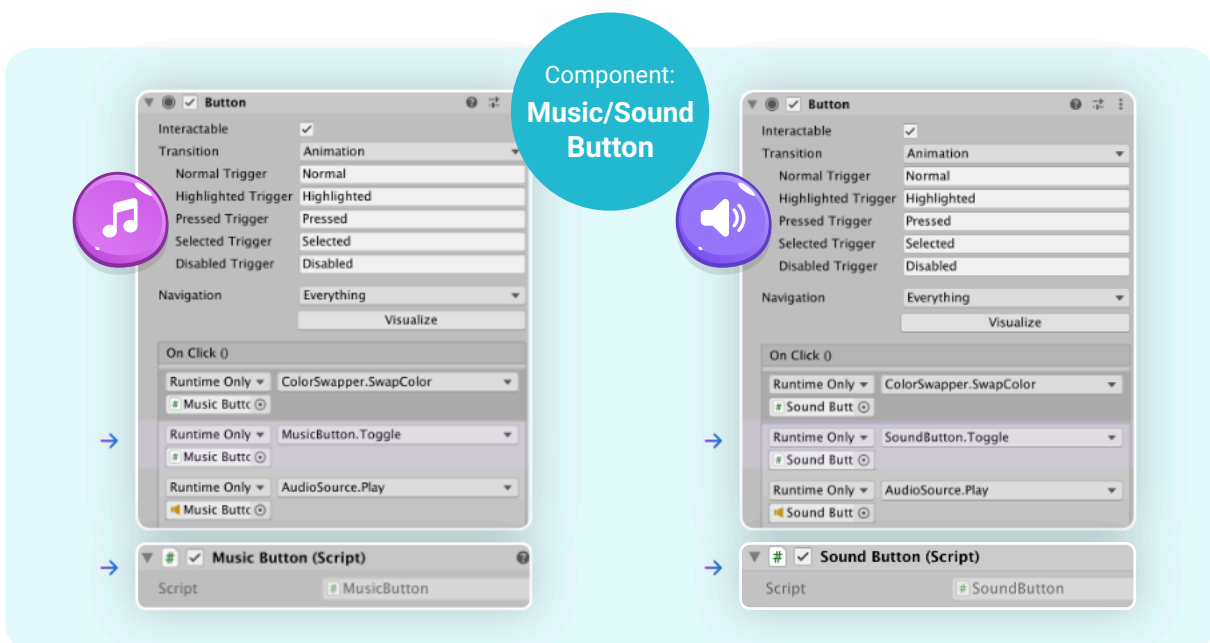 Component:
Music/Sound
Button
Button
Interactable
Transition Animation
Normal Trigger Normal
Highlighted Trigger Highlighted
Pressed Trigger Pressed
Selected Trigger Selected
Disabled Trigger Disabled
Navigation Everything
Visualize
On Click ()
Runtime Only ColorSwapper.SwapColor
# Music Buttc
Runtime Only MusicButton.Toggle
# Music Buttc
Runtime Only AudioSource.Play
Music Buttc
# Music Button (Script)
Script # MusicButton
Button
Interactable
Transition Animation
Normal Trigger Normal
Highlighted Trigger Highlighted
Pressed Trigger Pressed
Selected Trigger Selected
Disabled Trigger Disabled
Navigation Everything
Visualize
On Click ()
Runtime Only ColorSwapper.SwapColor
# Sound Butt
Runtime Only SoundButton.Toggle
# Sound Butt
Runtime Only AudioSource.Play
Sound Butt
# Sound Button (Script)
Script # SoundButton